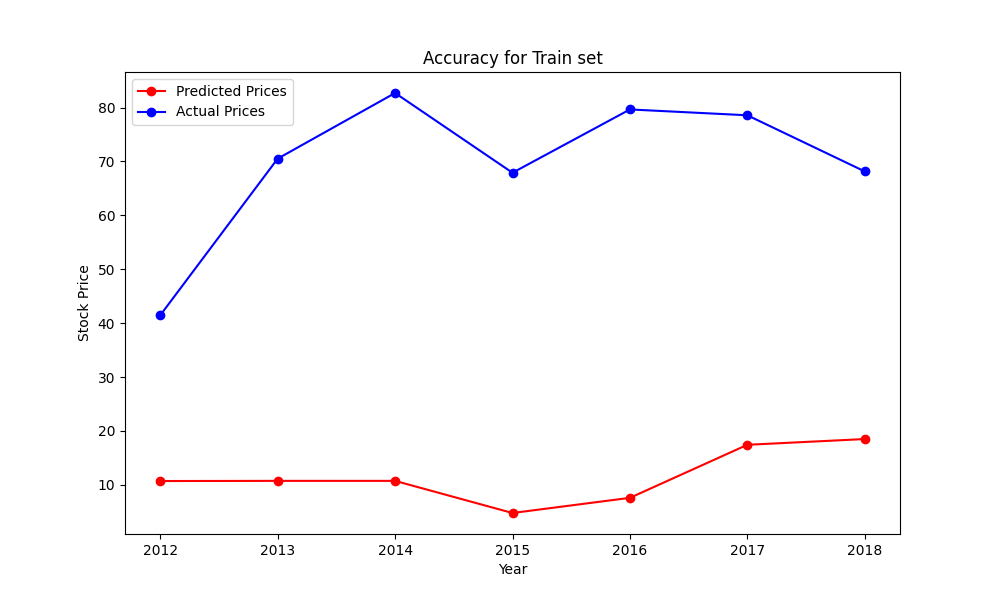 Accuracy for Train set
Predicted Prices
Actual Prices
80
70
60
50
40
30
20
10
Stock Price
2012 2013 2014 2015 2016 2017 2018
Year